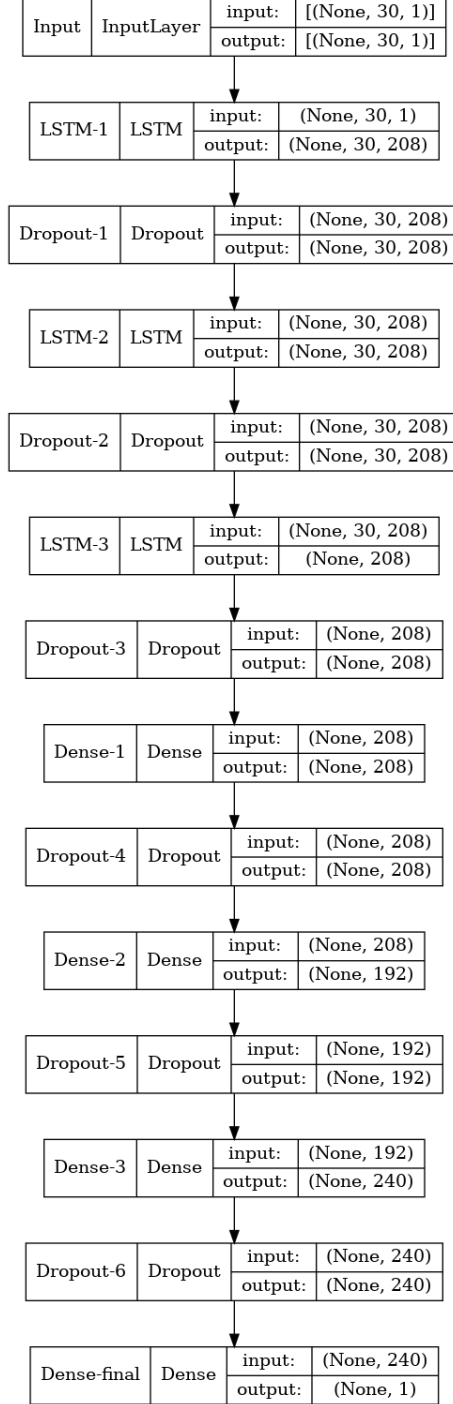 Input InputLayer input: [(None, 30, 1)]
output: [(None, 30, 1)]
LSTM-1 LSTM input: (None, 30, 1)
output: (None, 30, 208)
Dropout-1 Dropout input: (None, 30, 208)
output: (None, 30, 208)
LSTM-2 LSTM input: (None, 30, 208)
output: (None, 30, 208)
Dropout-2 Dropout input: (None, 30, 208)
output: (None, 30, 208)
LSTM-3 LSTM input: (None, 30, 208)
output: (None, 208)
Dropout-3 Dropout input: (None, 208)
output: (None, 208)
Dense-1 Dense input: (None, 208)
output: (None, 208)
Dropout-4 Dropout input: (None, 208)
output: (None, 208)
Dense-2 Dense input: (None, 208)
output: (None, 192)
Dropout-5 Dropout input: (None, 192)
output: (None, 192)
Dense-3 Dense input: (None, 192)
output: (None, 240)
Dropout-6 Dropout input: (None, 240)
output: (None, 240)
Dense-final Dense input: (None, 240)
output: (None, 1)